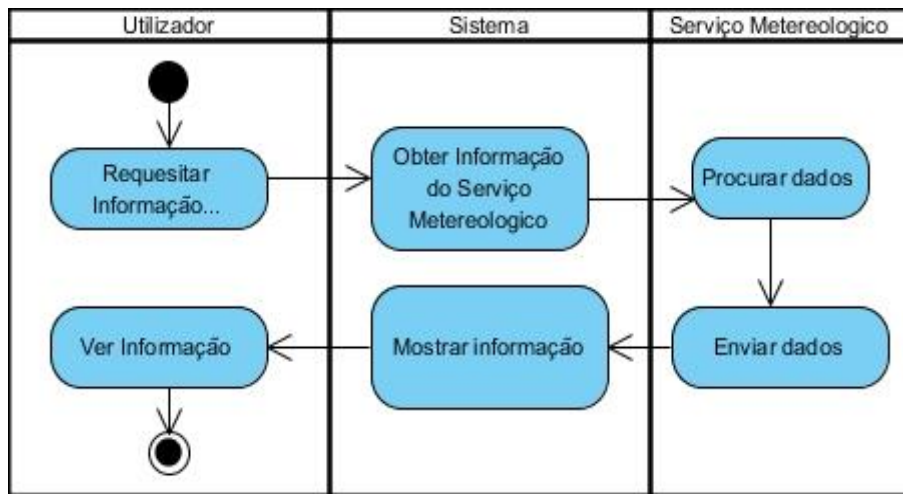 Utilizador
Sistema
Serviço Metereologico
Requesitar
Informação...
Obter Informação
do Serviço
Metereologico
Procurar dados
Ver Informação
Mostrar informação
Enviar dados